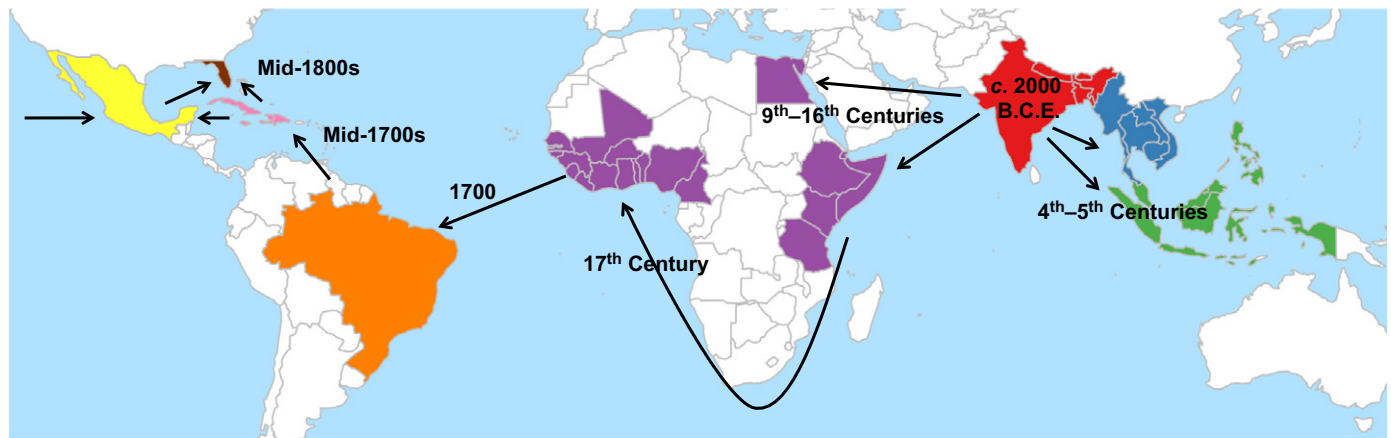 Mid-1800s
Mid-1700s
1700
17th Century
9th–16th Centuries
c. 2000
B.C.E.
4th–5th Centuries